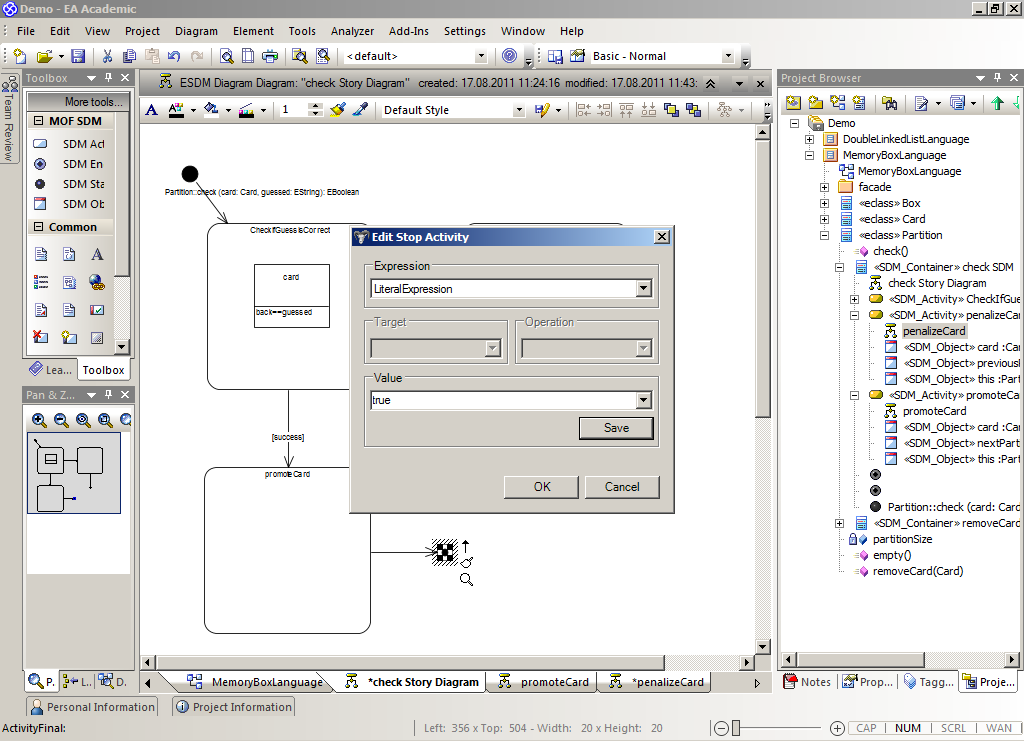 Demo - EA Academic
File Edit View Project Diagram Element Tools Analyzer Add-Ins Settings Window Help
<default>
Basic - Normal
Toolbox
Team Review
More tools...
MOF SDM
SDM Act
SDM En
SDM Sta
SDM Ob
Common
Lea...
Toolbox
Pan & Z...
P.
L..
D.
ESDM Diagram Diagram: "check Story Diagram" created: 17.08.2011 11:24:16 modified: 17.08.2011 11:43:
1
Default Style
Partition::check (card: Card, guessed: EString): EBoolean
CheckIfGuessIsCorrect
card
back==guessed
[success]
promoteCard
Edit Stop Activity
Expression
LiteralExpression
Target
Operation
Value
true
Save
OK
Cancel
MemoryBoxLanguage
*check Story Diagram
promoteCard
*penalizeCard
Project Browser
Demo
DoubleLinkedListLanguage
MemoryBoxLanguage
MemoryBoxLanguage
facade
«eclass» Box
«eclass» Card
«eclass» Partition
check()
«SDM_Container» check SDM
check Story Diagram
«SDM_Activity» CheckIfGu
«SDM_Activity» penalizeCar
penalizeCard
«SDM_Object» card :Car
«SDM_Object» previousl
«SDM_Object» this :Part
«SDM_Activity» promoteCa
promoteCard
«SDM_Object» card :Car
«SDM_Object» nextPart
«SDM_Object» this :Part
Partition::check (card: Card
«SDM_Container» removeCard
partitionSize
empty()
removeCard(Card)
Notes
Prop...
Tagg...
Proje...
Personal Information
Project Information
ActivityFinal:
Left: 356 x Top: 504 - Width: 20 x Height: 20
CAP NUM SCRL WAN